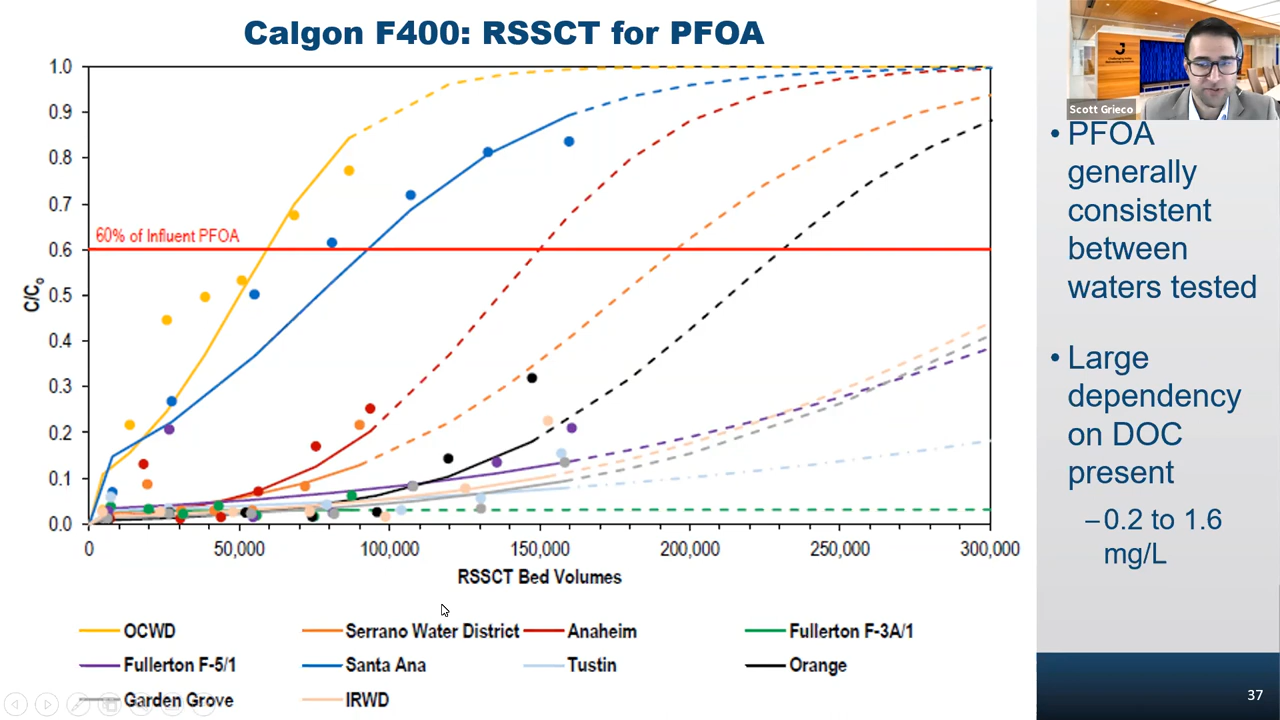 Calgon F400: RSSCT for PFOA
1.0
0.9
0.8
0.7
0.6
0.5
0.4
0.3
0.2
0.1
0.0
C/Co
60% of Influent PFOA
0 50,000 100,000 150,000 200,000 250,000 300,000
RSSCT Bed Volumes
OCWD Serrano Water District Anaheim Fullerton F-3A/1
Fullerton F-5/1 Santa Ana Tustin Orange
Garden Grove IRWD
J
Scott Grieco
• PFOA
generally
consistent
between
waters tested
• Large
dependency
on DOC
present
–0.2 to 1.6
mg/L
37